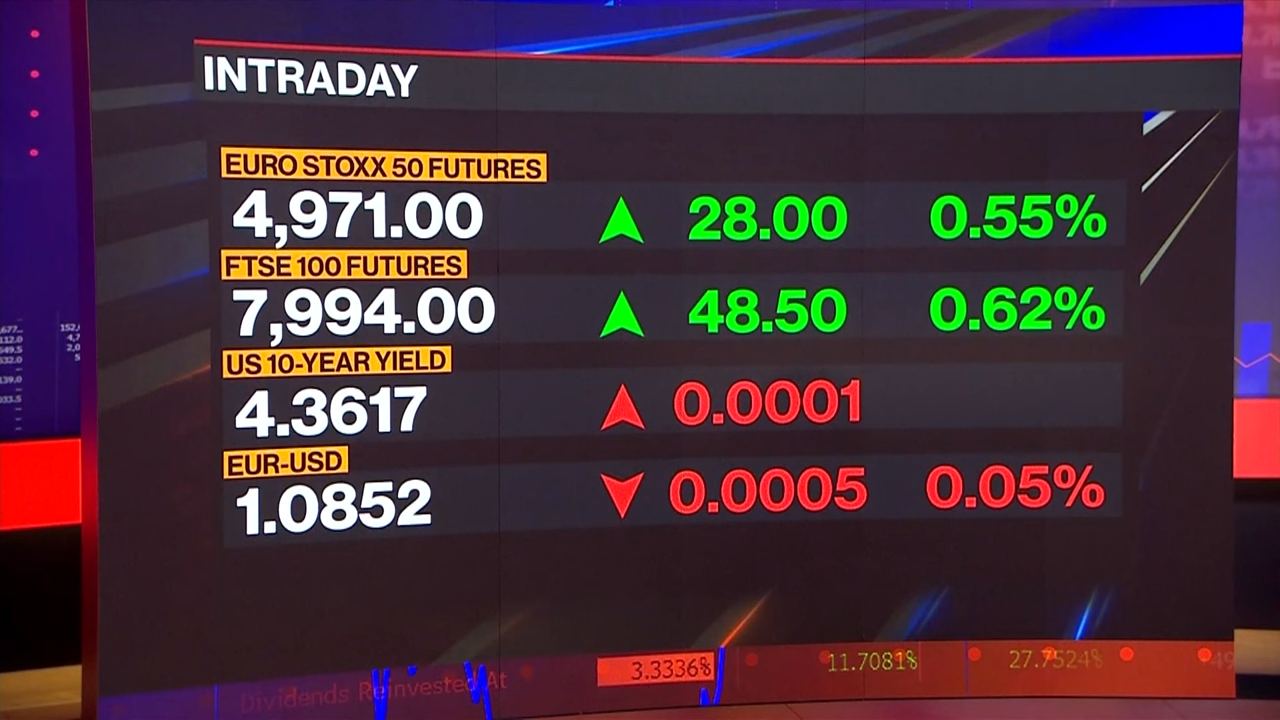 INTRADAY
EURO STOXX 50 FUTURES
4,971.00 ▲ 28.00 0.55%
FTSE 100 FUTURES
7,994.00 ▲ 48.50 0.62%
US 10-YEAR YIELD
4.3617 ▲ 0.0001
EUR-USD
1.0852 ▼ 0.0005 0.05%
Dividends Reinvested At 3.3336% 11.7081% 27.7524%